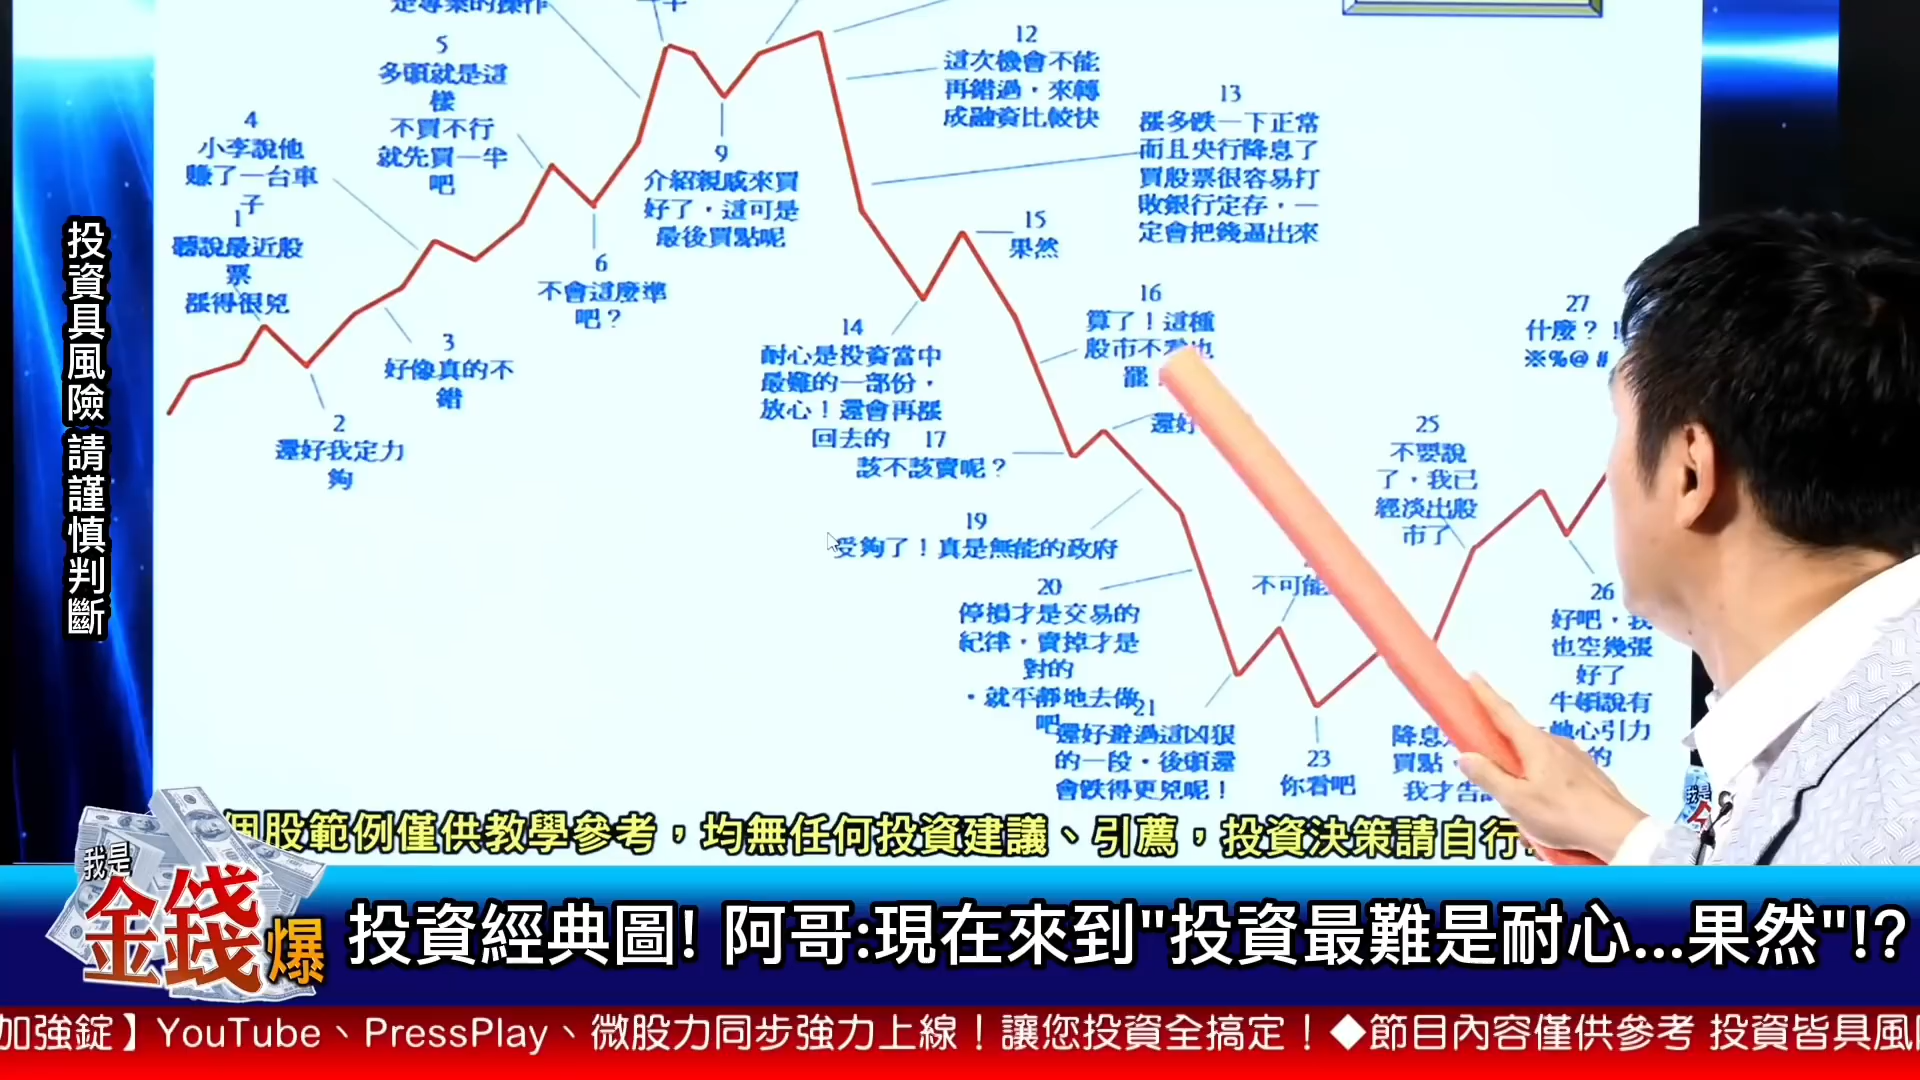 是專業的操作
5
多頭就是這
樣
不買不行
就先買一半
吧
4
小李說他
賺了一台車
子
1
聽說最近股
票
漲得很兇
3
好像真的不
錯
2
還好我定力
夠
6
不會這麼準
吧？
9
介紹親戚來買
好了，這可是
最後買點呢
12
這次機會不能
再錯過，來轉
成融資比較快
13
漲多跌一下正常
而且央行降息了
買股票很容易打
敗銀行定存，一
定會把錢逼出來
15
果然
14
耐心是投資當中
最難的一部份，
放心！還會再漲
回去的
16
算了！這種
股市不看也
罷
17
該不該賣呢？
還好
19
受夠了！真是無能的政府
20
停損才是交易的
紀律，賣掉才是
對的
，就平靜地去做
吧
21
還好避過這凶狠
的一段，後頭還
會跌得更兇呢！
不可能
23
你看吧
降息
買點，
我才告
25
不要說
了，我已
經淡出股
市了
26
好吧，我
也空幾張
好了
牛頓說有
地心引力
的
27
什麼？！
※%@#
投資具風險 請謹慎判斷
個股範例僅供教學參考，均無任何投資建議、引薦，投資決策請自行
我是
金錢爆
投資經典圖! 阿哥:現在來到"投資最難是耐心...果然"!?
加強錠】YouTube、PressPlay、微股力同步強力上線！讓您投資全搞定！◆節目內容僅供參考 投資皆具風